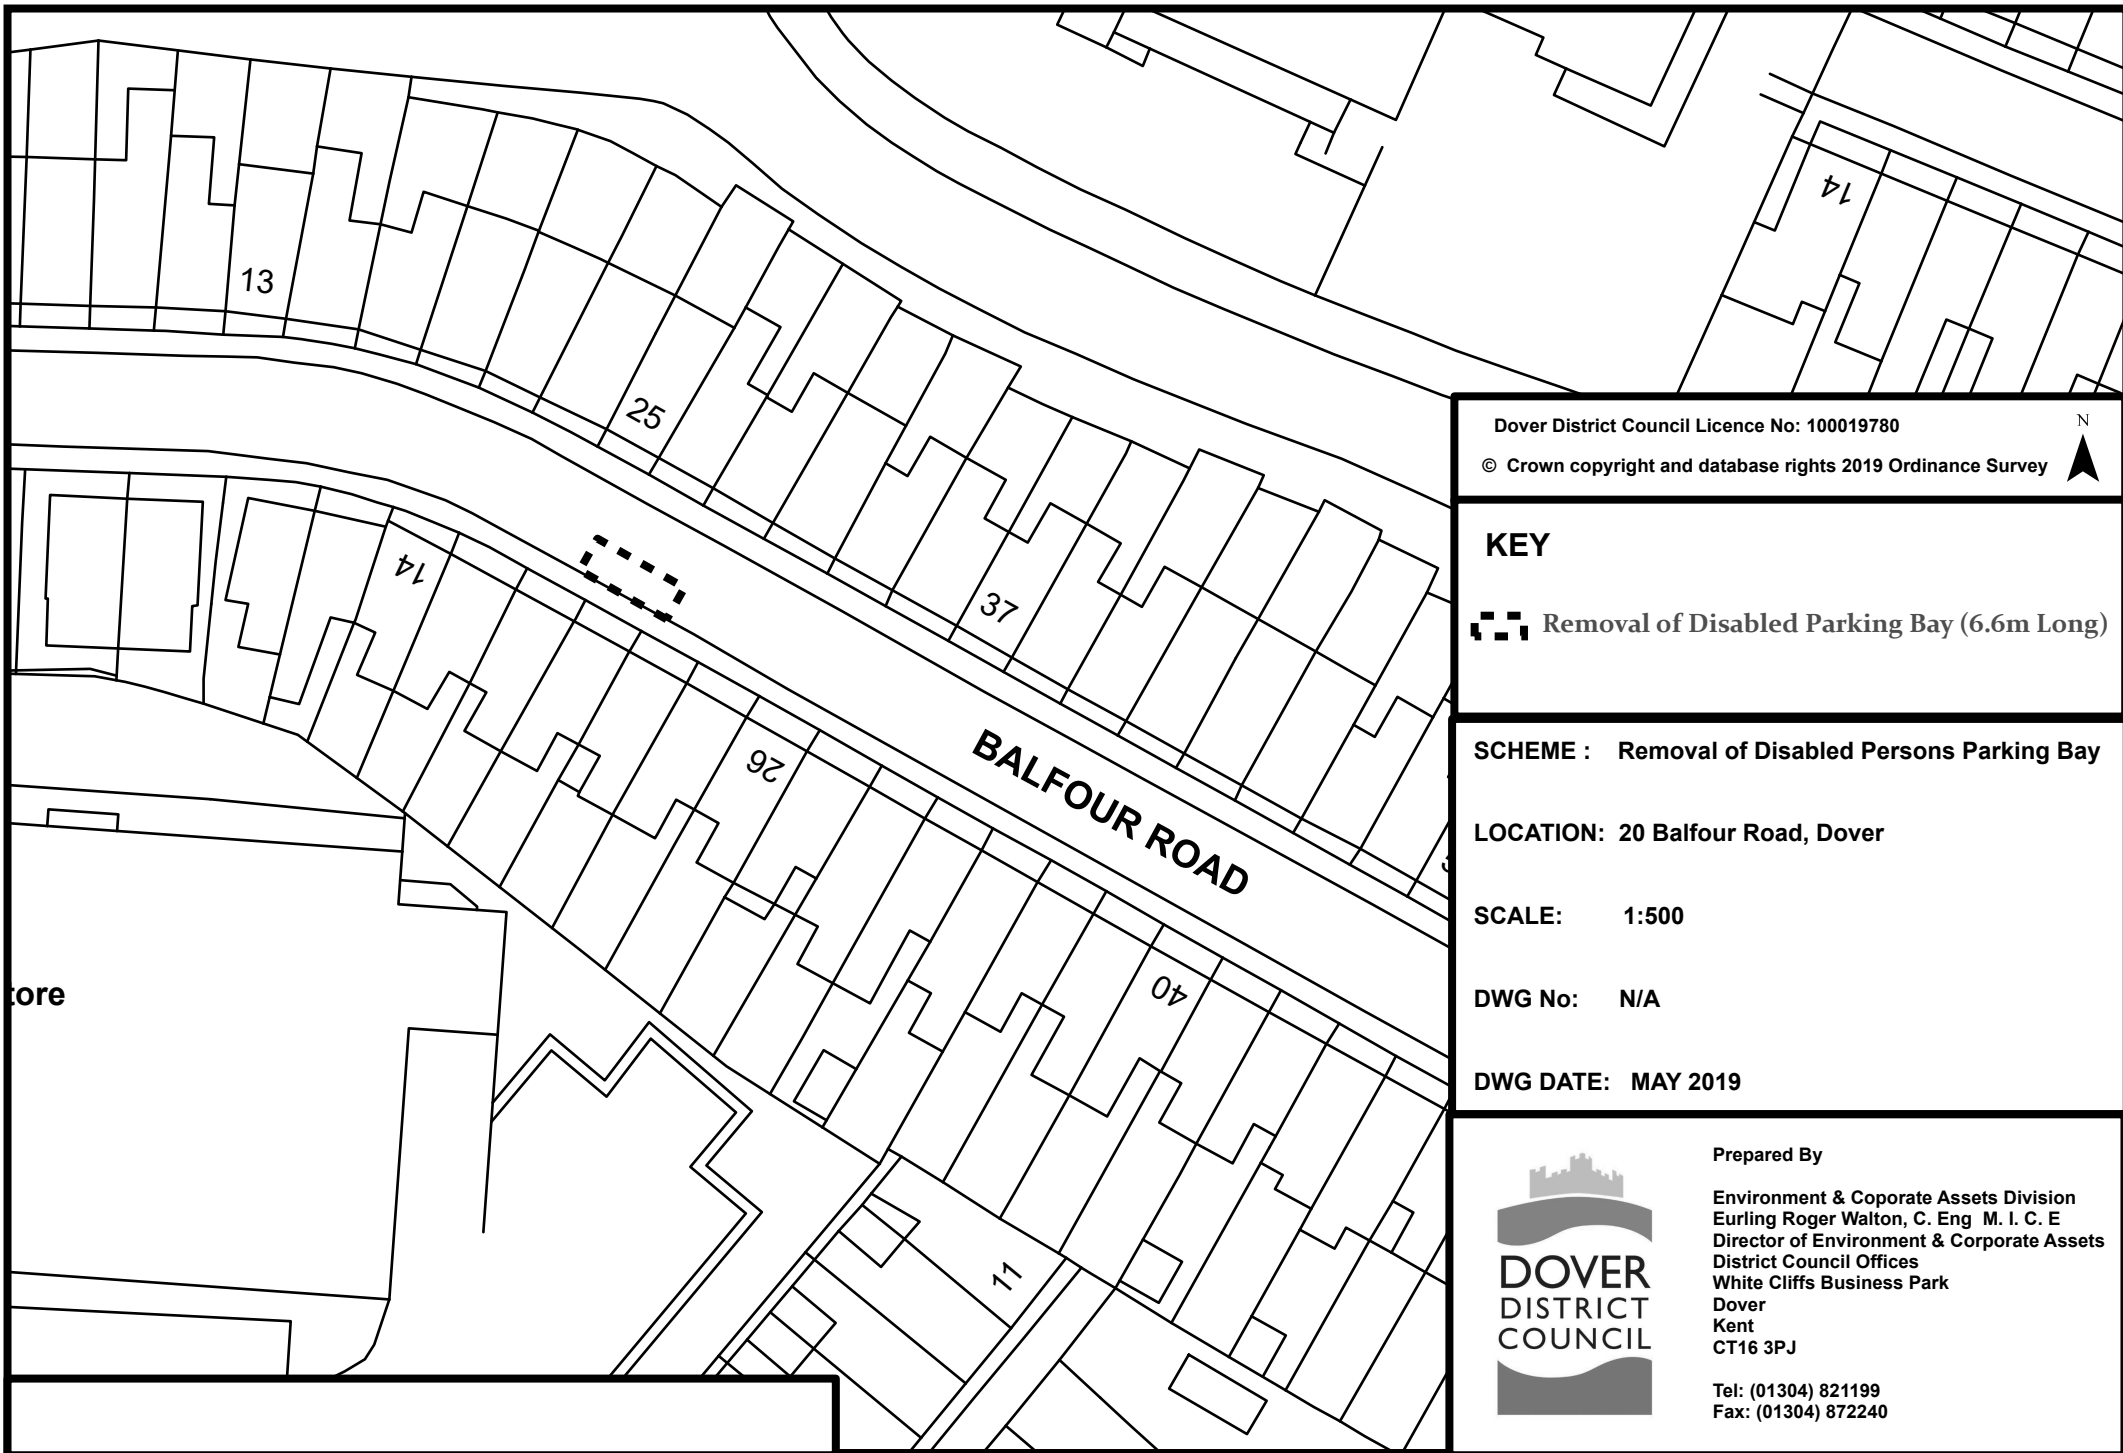 13
25
37
14
14
26
40
11
BALFOUR ROAD
tore
Dover District Council Licence No: 100019780
© Crown copyright and database rights 2019 Ordinance Survey
N
KEY
Removal of Disabled Parking Bay (6.6m Long)
SCHEME : Removal of Disabled Persons Parking Bay
LOCATION: 20 Balfour Road, Dover
SCALE: 1:500
DWG No: N/A
DWG DATE: MAY 2019
DOVER
DISTRICT
COUNCIL
Prepared By
Environment & Coporate Assets Division
Eurling Roger Walton, C. Eng M. I. C. E
Director of Environment & Corporate Assets
District Council Offices
White Cliffs Business Park
Dover
Kent
CT16 3PJ
Tel: (01304) 821199
Fax: (01304) 872240